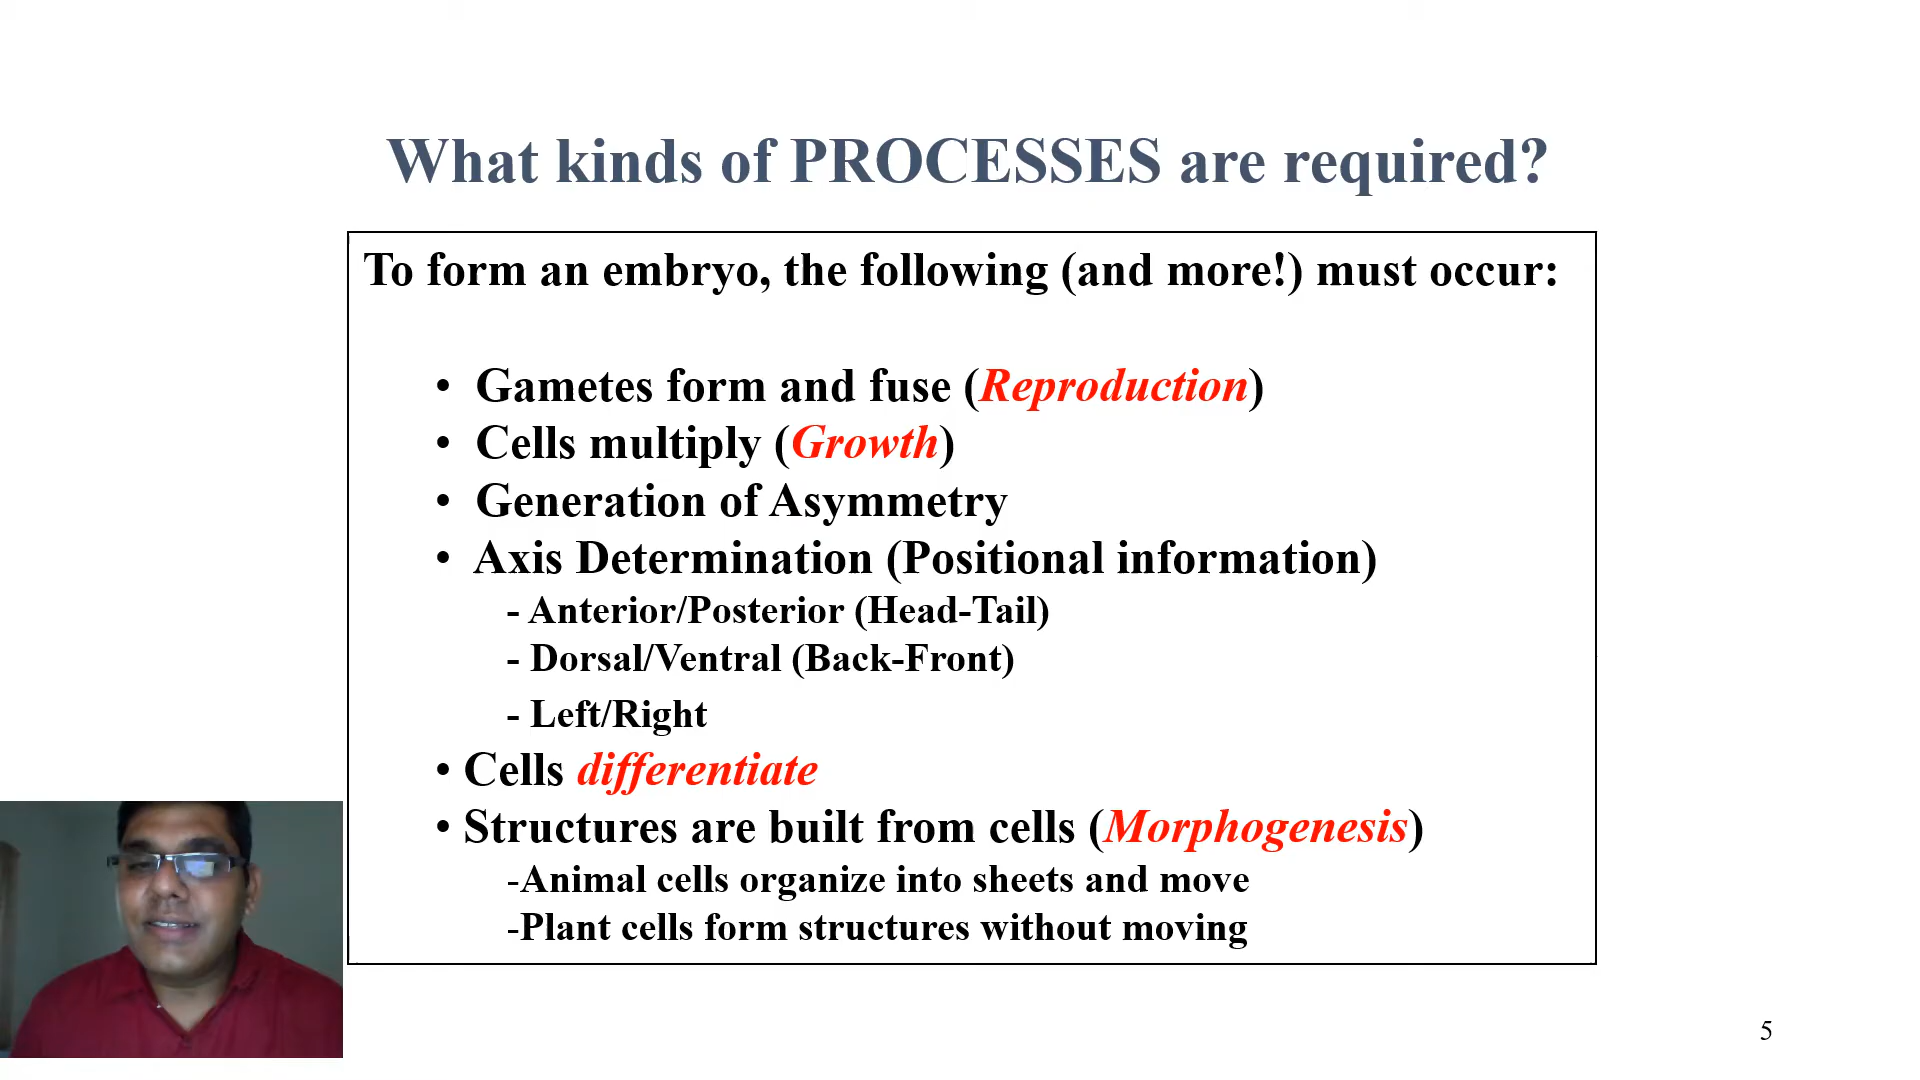 What kinds of PROCESSES are required?
To form an embryo, the following (and more!) must occur:
• Gametes form and fuse (Reproduction)
• Cells multiply (Growth)
• Generation of Asymmetry
• Axis Determination (Positional information)
- Anterior/Posterior (Head-Tail)
- Dorsal/Ventral (Back-Front)
- Left/Right
• Cells differentiate
• Structures are built from cells (Morphogenesis)
-Animal cells organize into sheets and move
-Plant cells form structures without moving
5